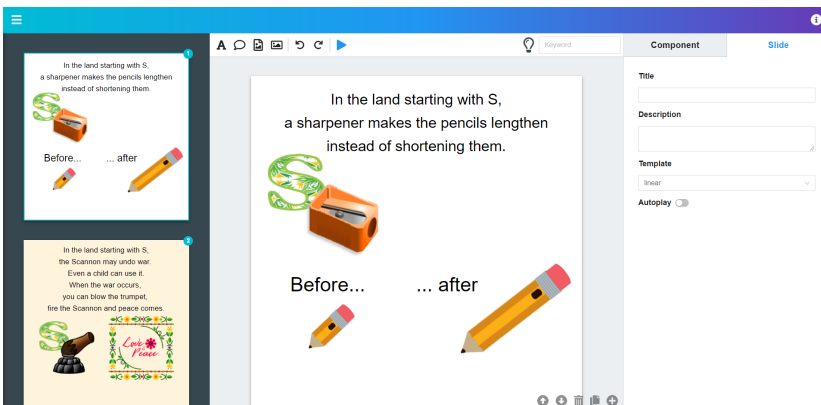 1
In the land starting with S,
a sharpener makes the pencils lengthen
instead of shortening them.
S
Before... ... after
2
In the land starting with S,
the Scannon may undo war.
Even a child can use it.
When the war occurs,
you can blow the trumpet,
fire the Scannon and peace comes.
S
Love &
Peace
A
Keyword
In the land starting with S,
a sharpener makes the pencils lengthen
instead of shortening them.
S
Before... ... after
Component Slide
Title
Description
Template
linear
Autoplay